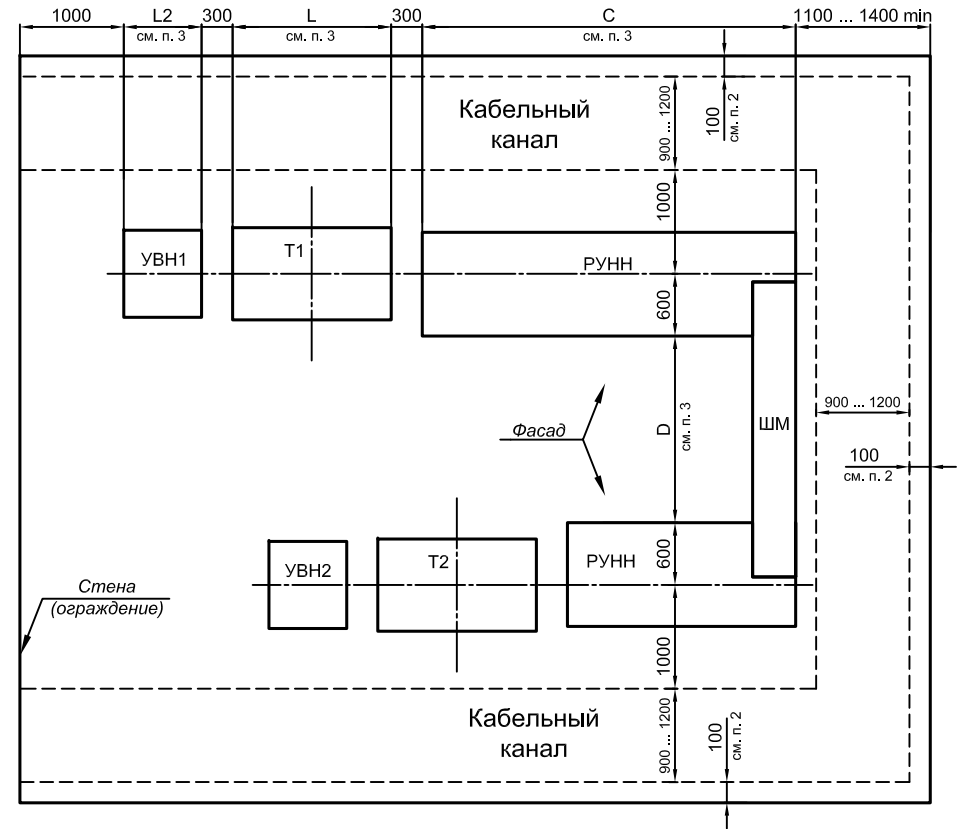 1000
L2
300
L
300
C
1100 ... 1400 min
см. п. 3
см. п. 3
см. п. 3
Кабельный
канал
900 ... 1200
100
см. п. 2
1000
УВН1
Т1
РУНН
600
Фасад
D
см. п. 3
ШМ
900 ... 1200
100
см. п. 2
УВН2
Т2
РУНН
600
Стена
(ограждение)
1000
Кабельный
канал
900 ... 1200
100
см. п. 2